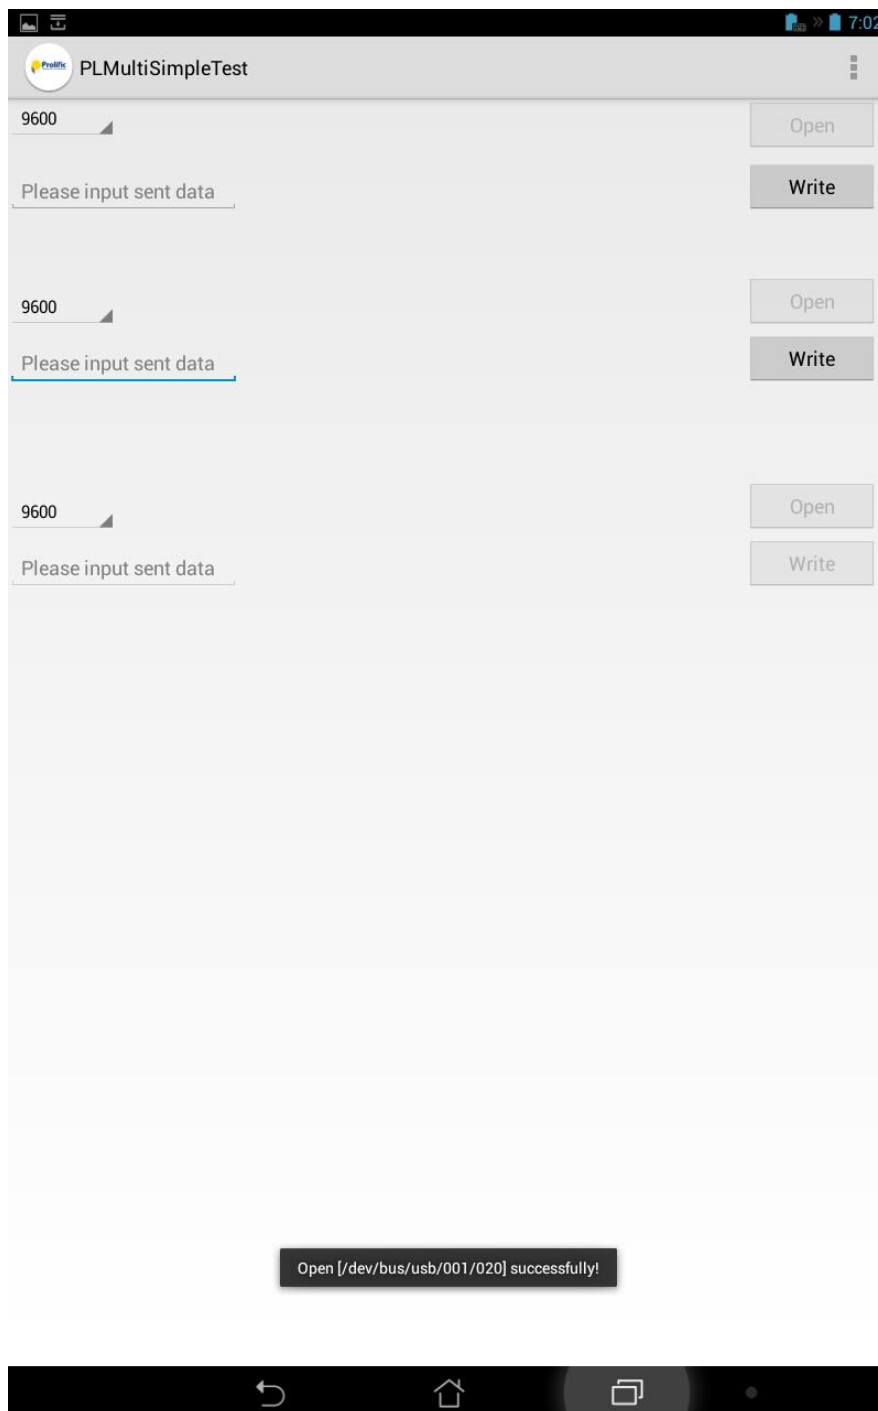 7:02
Prolific PLMultiSimpleTest
9600 Open
Please input sent data Write
9600 Open
Please input sent data Write
9600 Open
Please input sent data Write
Open [/dev/bus/usb/001/020] successfully!